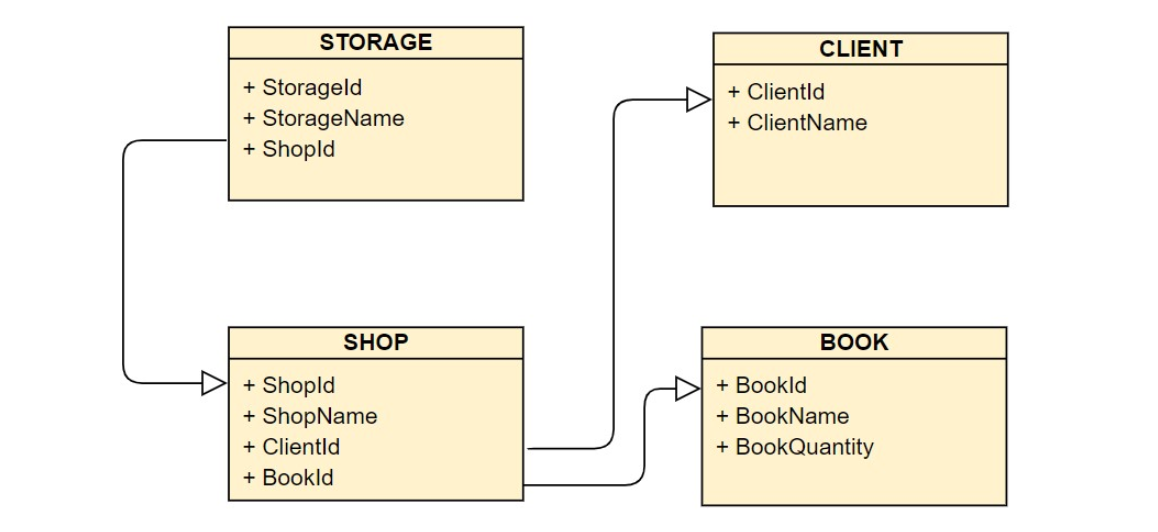 STORAGE
+ StorageId
+ StorageName
+ ShopId
CLIENT
+ ClientId
+ ClientName
SHOP
+ ShopId
+ ShopName
+ ClientId
+ BookId
BOOK
+ BookId
+ BookName
+ BookQuantity